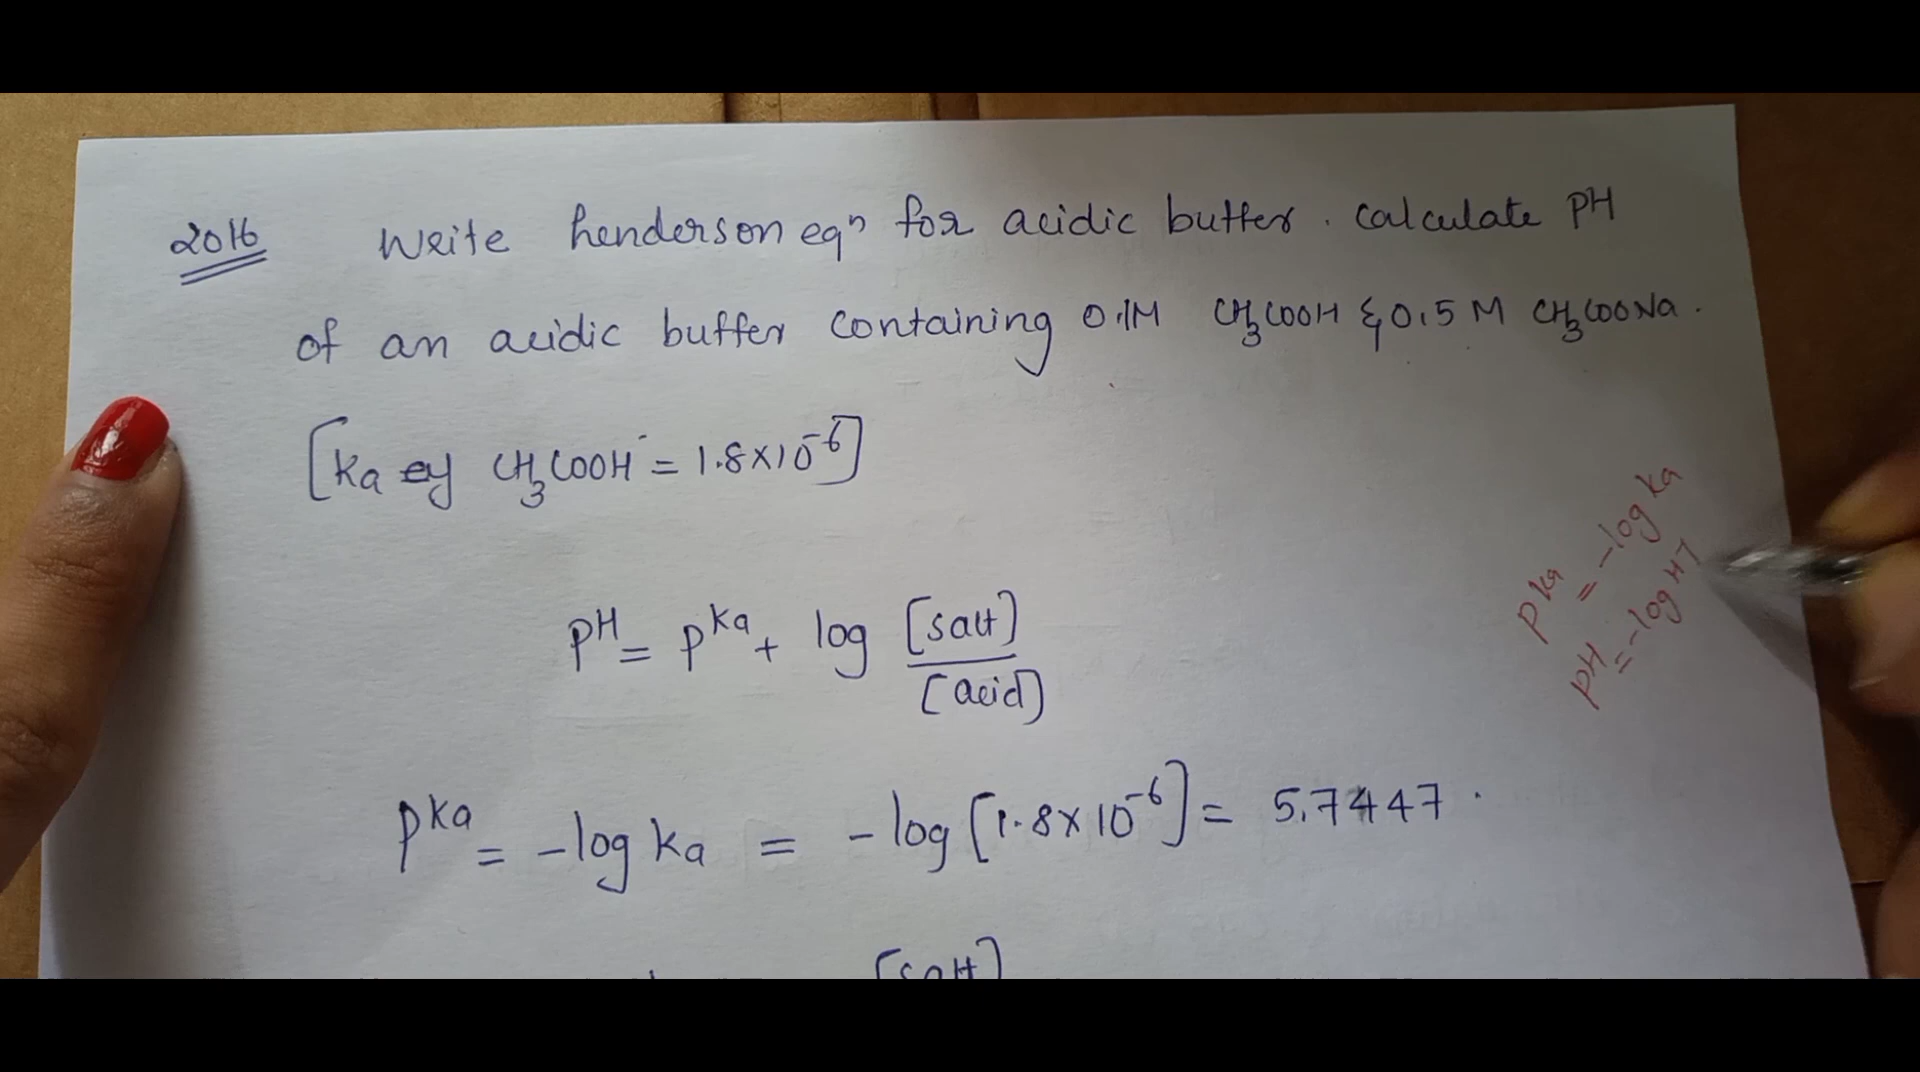 2016 Write henderson eqⁿ for acidic buffer. calculate PH
of an acidic buffer containing 0.1M CH₃COOH & 0.5 M CH₃COONa.
[ka of CH₃COOH = 1.8×10⁻⁶]
pH = pka + log [salt]
[acid]
pka = -log ka
pH = -log H⁺
pka = -log ka = -log [1.8×10⁻⁶] = 5.7447.
[salt]